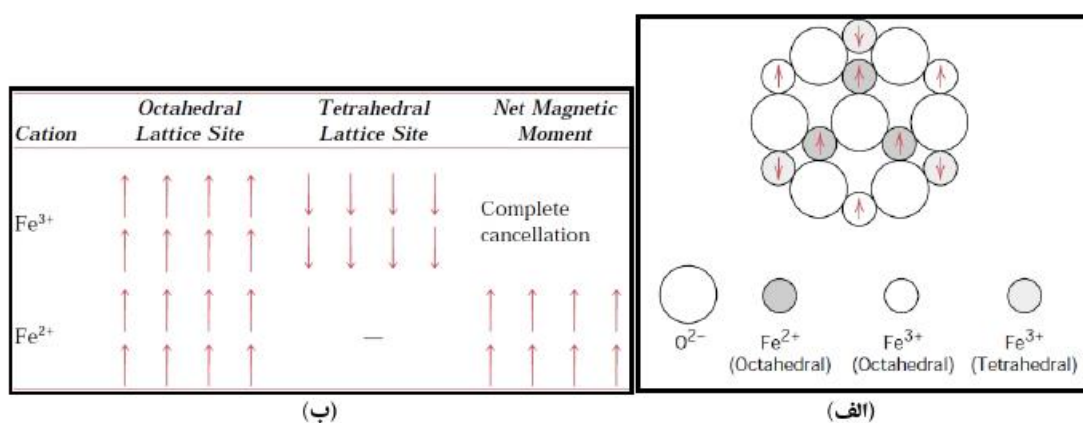 Cation Octahedral Lattice Site Tetrahedral Lattice Site Net Magnetic Moment
Fe³⁺ Complete cancellation
Fe²⁺ —
(ب)
O²⁻
Fe²⁺ (Octahedral)
Fe³⁺ (Octahedral)
Fe³⁺ (Tetrahedral)
(الف)